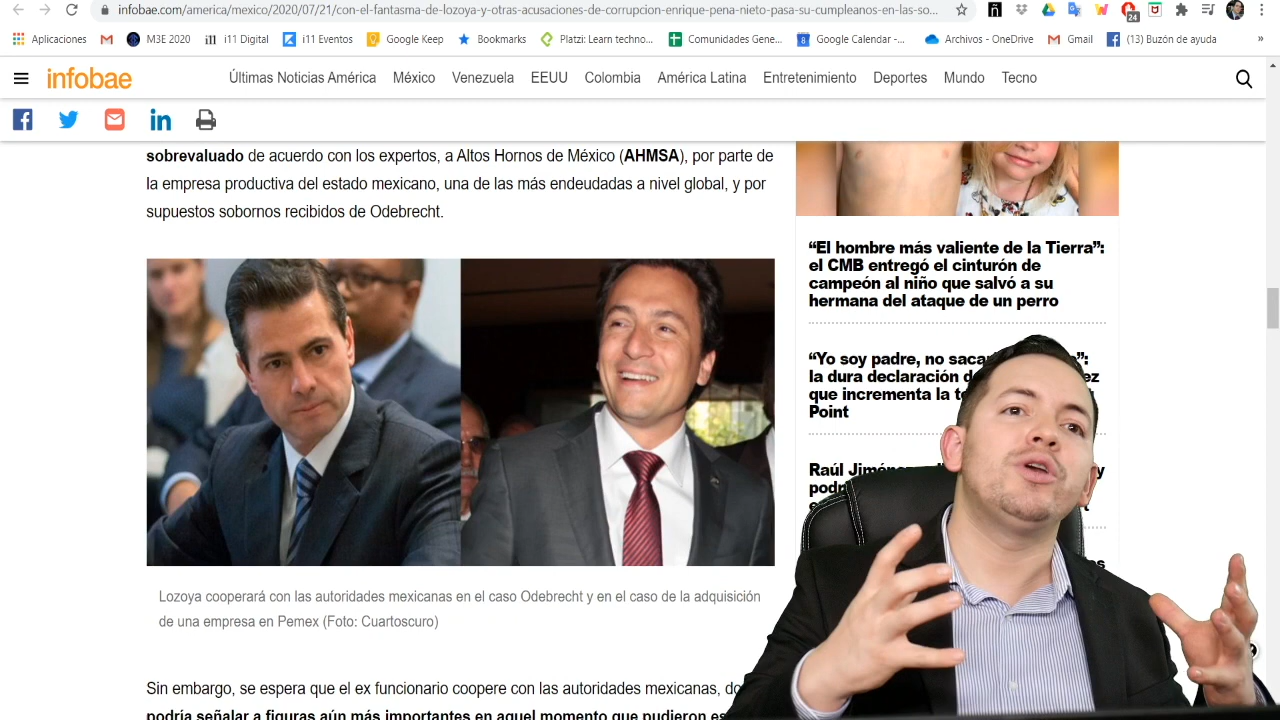 infobae.com/america/mexico/2020/07/21/con-el-fantasma-de-lozoya-y-otras-acusaciones-de-corrupcion-enrique-pena-nieto-pasa-su-cumpleanos-en-las-so...
24
Aplicaciones M3E 2020 i11 Digital i11 Eventos Google Keep Bookmarks Platzi: Learn techno... Comunidades Gene... Google Calendar -... Archivos - OneDrive Gmail (13) Buzón de ayuda »
infobae Últimas Noticias América México Venezuela EEUU Colombia América Latina Entretenimiento Deportes Mundo Tecno
sobrevaluado de acuerdo con los expertos, a Altos Hornos de México (AHMSA), por parte de
la empresa productiva del estado mexicano, una de las más endeudadas a nivel global, y por
supuestos sobornos recibidos de Odebrecht.
Lozoya cooperará con las autoridades mexicanas en el caso Odebrecht y en el caso de la adquisición
de una empresa en Pemex (Foto: Cuartoscuro)
Sin embargo, se espera que el ex funcionario coopere con las autoridades mexicanas,
podría señalar a figuras aún más importantes en aquel momento que pudieron
“El hombre más valiente de la Tierra”:
el CMB entregó el cinturón de
campeón al niño que salvó a su
hermana del ataque de un perro
“Yo soy padre, no
la dura declaración
que incrementa la
Point
Raúl